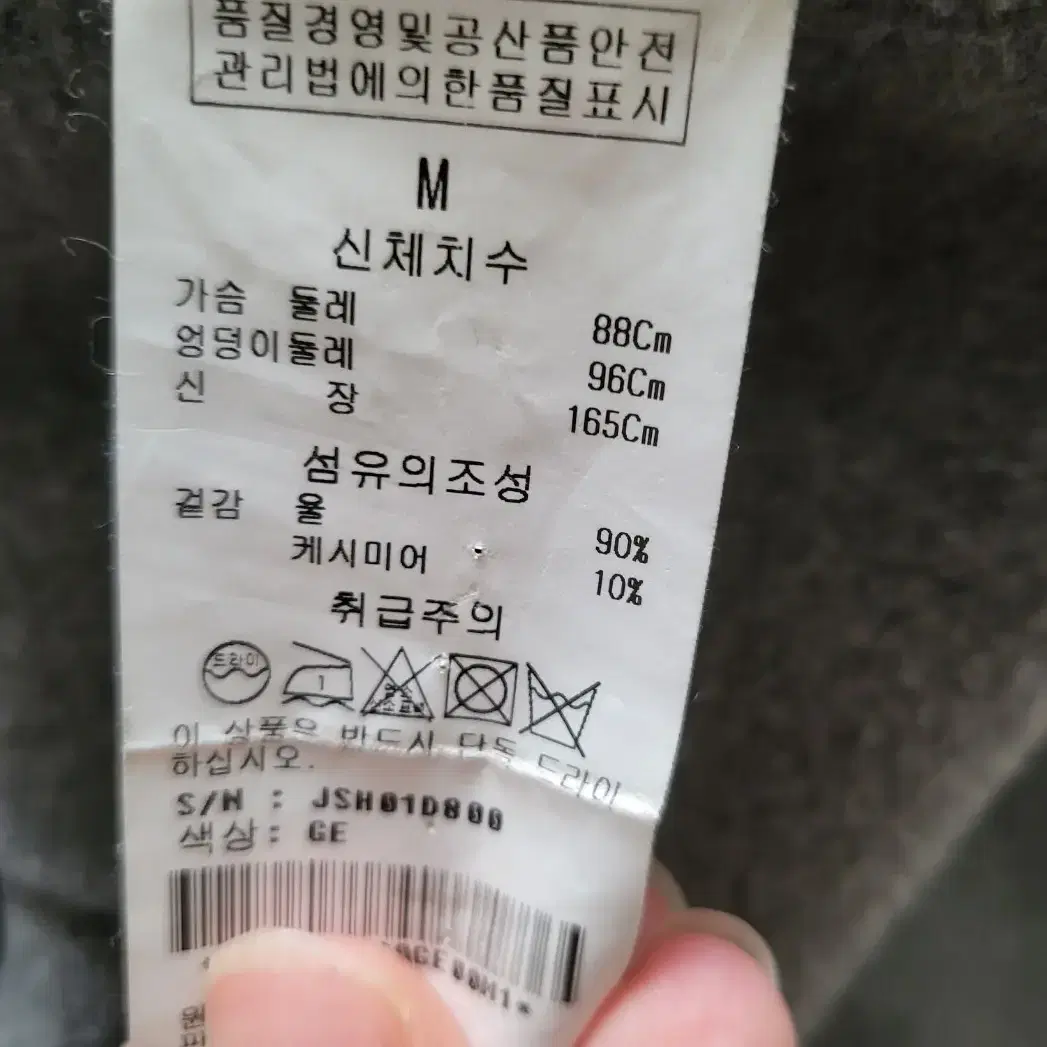 품질경영및공산품안전
관리법에의한품질표시
M
신체치수
가슴 둘레 88Cm
엉덩이둘레 96Cm
신 장 165Cm
섬유의조성
겉감 울 90%
케시미어 10%
취급주의
드라이 1
이 상품은 반드시 단독 드라이
하십시오.
S/N : JSH01D800
색상: GE
GE00M1*
원